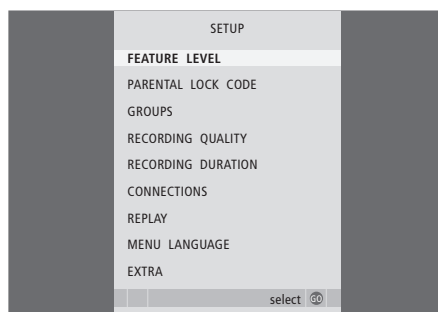 SETUP
FEATURE LEVEL
PARENTAL LOCK CODE
GROUPS
RECORDING QUALITY
RECORDING DURATION
CONNECTIONS
REPLAY
MENU LANGUAGE
EXTRA
select GO